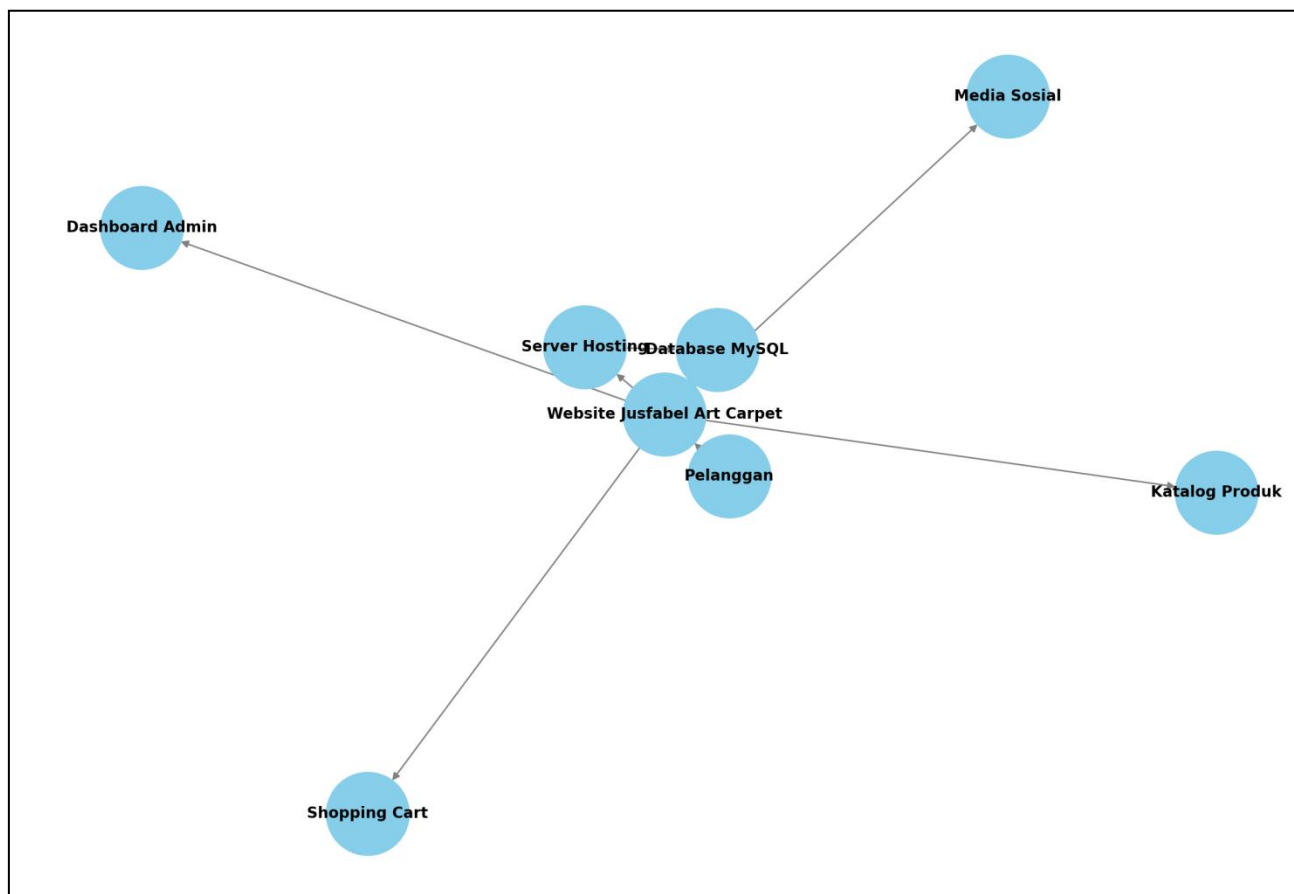 Media Sosial
Dashboard Admin
Server Hosting
Database MySQL
Website Jusfabel Art Carpet
Pelanggan
Katalog Produk
Shopping Cart